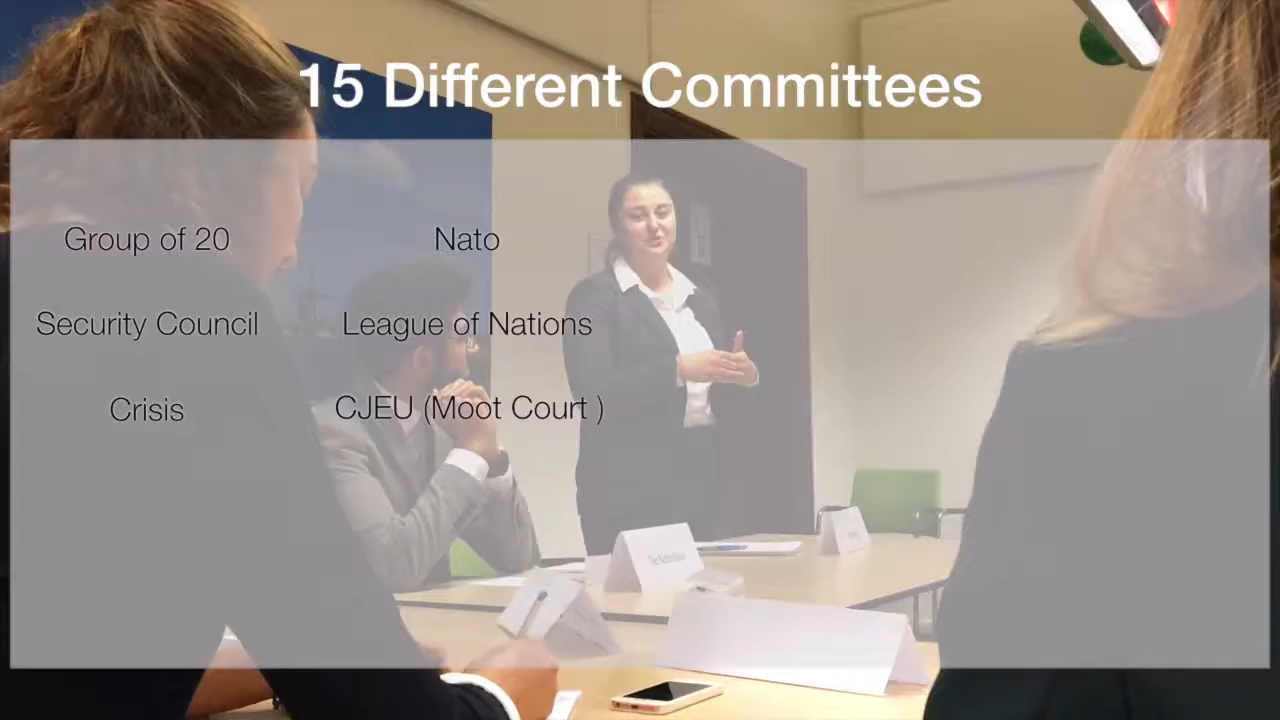 15 Different Committees
Group of 20
Nato
Security Council
League of Nations
Crisis
CJEU (Moot Court )